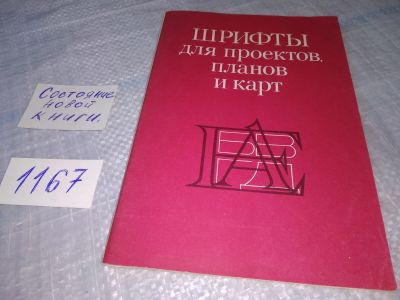 ШРИФТЫ
для проектов,
планов
и карт
Состояние
новой
книги.
1167